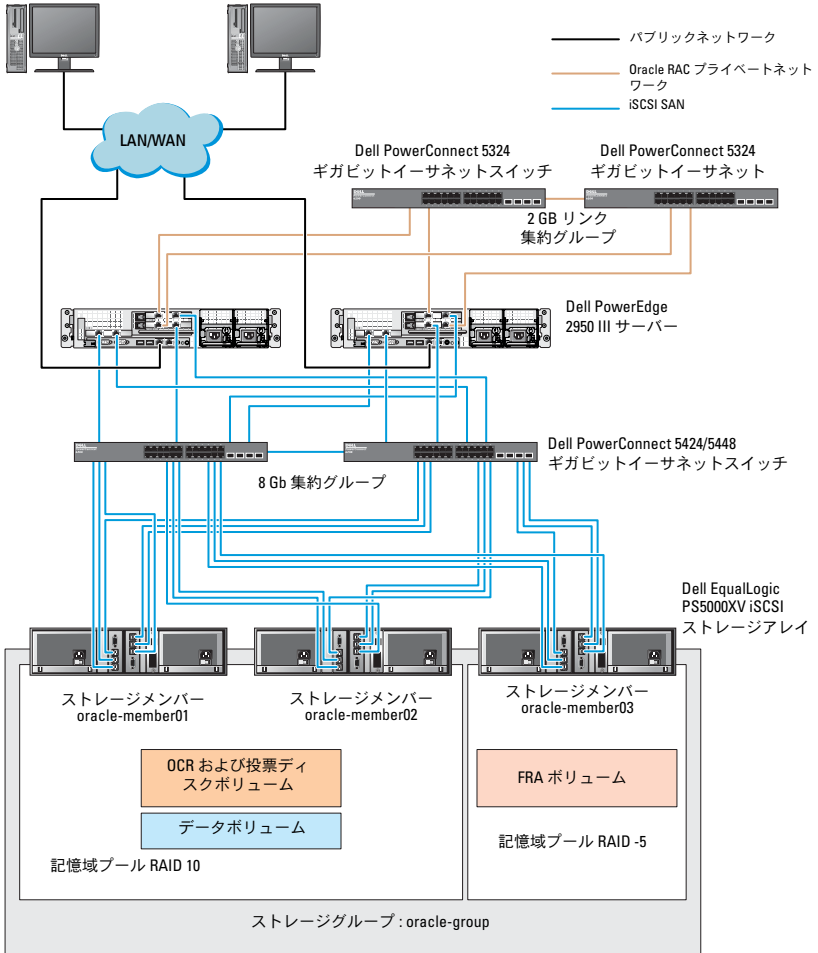 パブリックネットワーク
Oracle RAC プライベートネット
ワーク
iSCSI SAN
LAN/WAN
Dell PowerConnect 5324
ギガビットイーサネットスイッチ
Dell PowerConnect 5324
ギガビットイーサネット
2 GB リンク
集約グループ
Dell PowerEdge
2950 III サーバー
Dell PowerConnect 5424/5448
ギガビットイーサネットスイッチ
8 Gb 集約グループ
Dell EqualLogic
PS5000XV iSCSI
ストレージアレイ
ストレージメンバー
oracle-member01
ストレージメンバー
oracle-member02
ストレージメンバー
oracle-member03
OCR および投票ディ
スクボリューム
データボリューム
FRA ボリューム
記憶域プール RAID 10
記憶域プール RAID -5
ストレージグループ : oracle-group